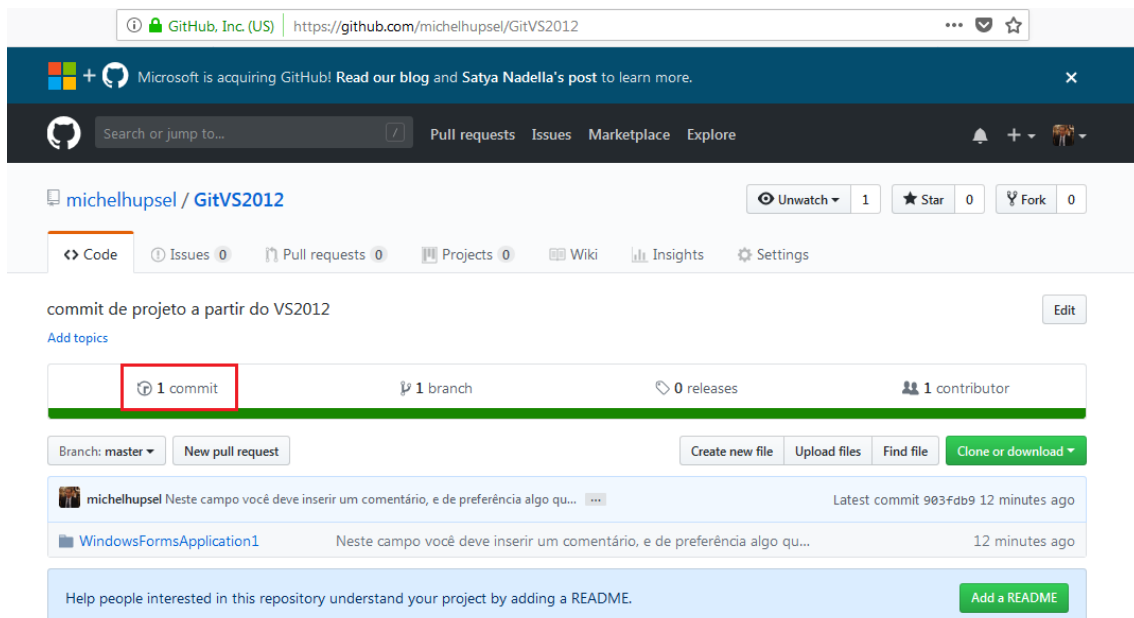 GitHub, Inc. (US) https://github.com/michelhupsel/GitVS2012
+ Microsoft is acquiring GitHub! Read our blog and Satya Nadella's post to learn more. ×
Search or jump to... / Pull requests Issues Marketplace Explore +
michelhupsel / GitVS2012 Unwatch 1 Star 0 Fork 0
<> Code Issues 0 Pull requests 0 Projects 0 Wiki Insights Settings
commit de projeto a partir do VS2012 Edit
Add topics
1 commit 1 branch 0 releases 1 contributor
Branch: master New pull request Create new file Upload files Find file Clone or download
michelhupsel Neste campo você deve inserir um comentário, e de preferência algo qu... ... Latest commit 903fdb9 12 minutes ago
WindowsFormsApplication1 Neste campo você deve inserir um comentário, e de preferência algo qu... 12 minutes ago
Help people interested in this repository understand your project by adding a README. Add a README